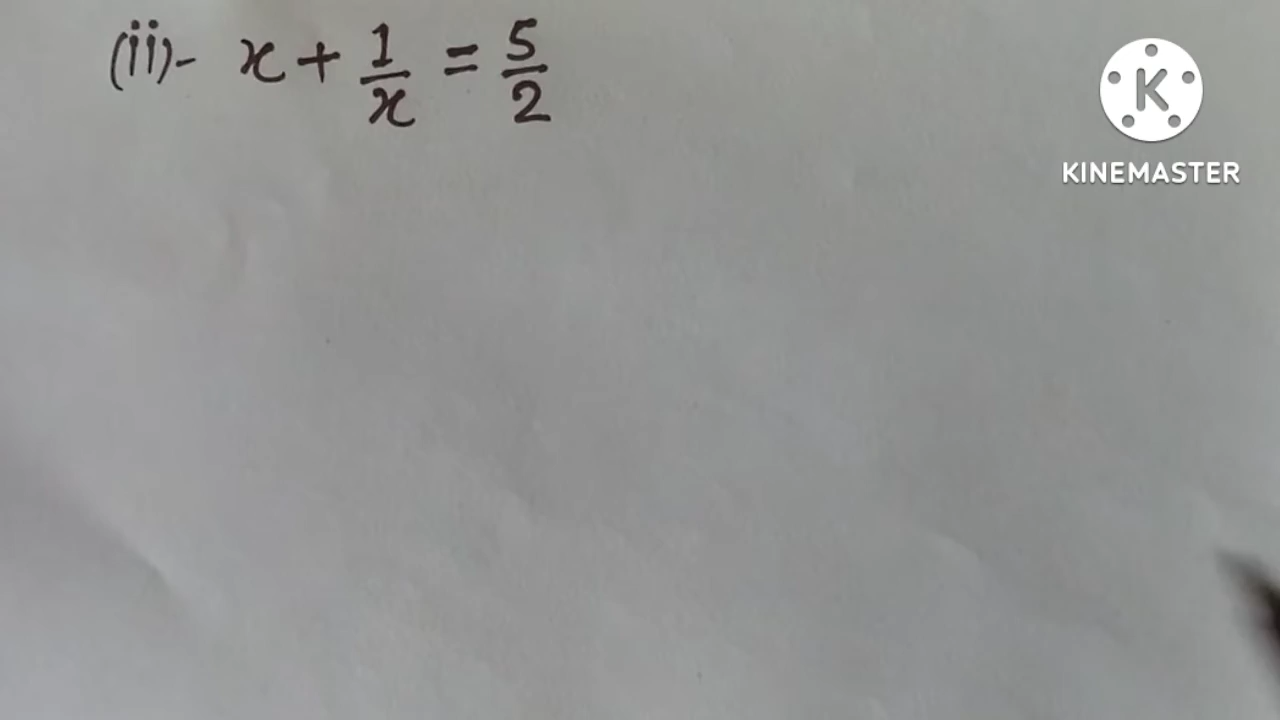 (ii)- x + 1/x = 5/2
K
KINEMASTER